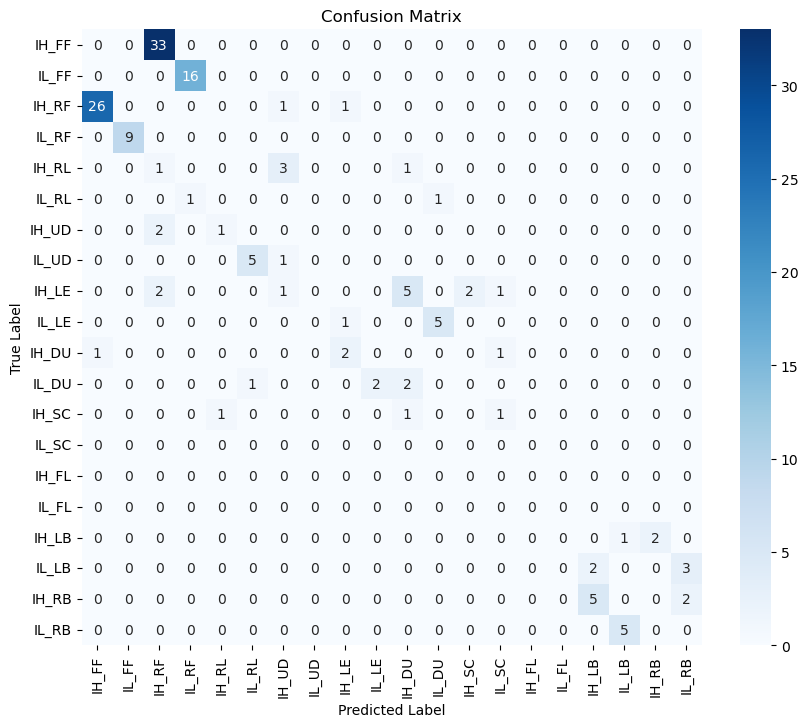 Confusion Matrix
True Label
IH_FF 0 0 33 0 0 0 0 0 0 0 0 0 0 0 0 0 0 0 0 0
IL_FF 0 0 0 16 0 0 0 0 0 0 0 0 0 0 0 0 0 0 0 0
IH_RF 26 0 0 0 0 0 1 0 1 0 0 0 0 0 0 0 0 0 0 0
IL_RF 0 9 0 0 0 0 0 0 0 0 0 0 0 0 0 0 0 0 0 0
IH_RL 0 0 1 0 0 0 3 0 0 0 1 0 0 0 0 0 0 0 0 0
IL_RL 0 0 0 1 0 0 0 0 0 0 0 1 0 0 0 0 0 0 0 0
IH_UD 0 0 2 0 1 0 0 0 0 0 0 0 0 0 0 0 0 0 0 0
IL_UD 0 0 0 0 0 5 1 0 0 0 0 0 0 0 0 0 0 0 0 0
IH_LE 0 0 2 0 0 0 1 0 0 0 5 0 2 1 0 0 0 0 0 0
IL_LE 0 0 0 0 0 0 0 0 1 0 0 5 0 0 0 0 0 0 0 0
IH_DU 1 0 0 0 0 0 0 0 2 0 0 0 0 1 0 0 0 0 0 0
IL_DU 0 0 0 0 0 1 0 0 0 2 2 0 0 0 0 0 0 0 0 0
IH_SC 0 0 0 0 1 0 0 0 0 0 1 0 0 1 0 0 0 0 0 0
IL_SC 0 0 0 0 0 0 0 0 0 0 0 0 0 0 0 0 0 0 0 0
IH_FL 0 0 0 0 0 0 0 0 0 0 0 0 0 0 0 0 0 0 0 0
IL_FL 0 0 0 0 0 0 0 0 0 0 0 0 0 0 0 0 0 0 0 0
IH_LB 0 0 0 0 0 0 0 0 0 0 0 0 0 0 0 0 0 1 2 0
IL_LB 0 0 0 0 0 0 0 0 0 0 0 0 0 0 0 0 2 0 0 3
IH_RB 0 0 0 0 0 0 0 0 0 0 0 0 0 0 0 0 5 0 0 2
IL_RB 0 0 0 0 0 0 0 0 0 0 0 0 0 0 0 0 0 5 0 0
IH_FF IL_FF IH_RF IL_RF IH_RL IL_RL IH_UD IL_UD IH_LE IL_LE IH_DU IL_DU IH_SC IL_SC IH_FL IL_FL IH_LB IL_LB IH_RB IL_RB
Predicted Label
30
25
20
15
10
5
0